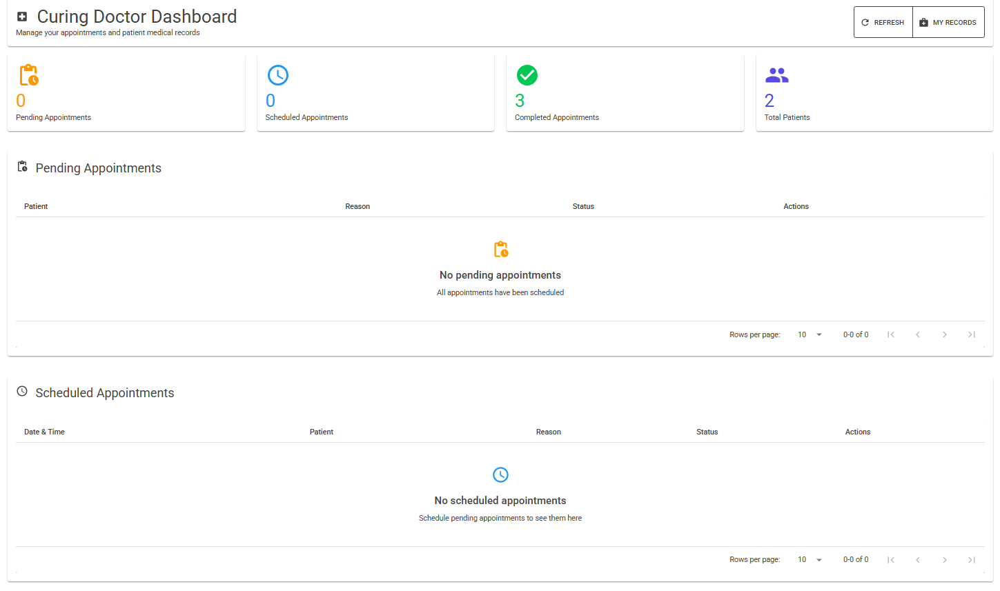 Curing Doctor Dashboard
Manage your appointments and patient medical records
REFRESH
MY RECORDS
0
Pending Appointments
0
Scheduled Appointments
3
Completed Appointments
2
Total Patients
Pending Appointments
Patient Reason Status Actions
No pending appointments
All appointments have been scheduled
Rows per page: 10 0-0 of 0
Scheduled Appointments
Date & Time Patient Reason Status Actions
No scheduled appointments
Schedule pending appointments to see them here
Rows per page: 10 0-0 of 0